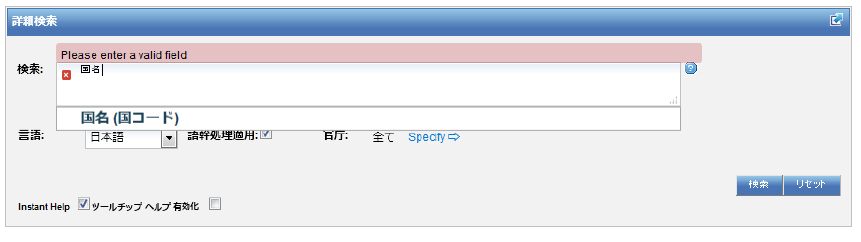 詳細検索
Please enter a valid field
検索: 国名
国名 (国コード)
言語: 日本語 語幹処理適用: 官庁: 全て Specify ⇨
検索 リセット
Instant Help ツールチップ ヘルプ 有効化